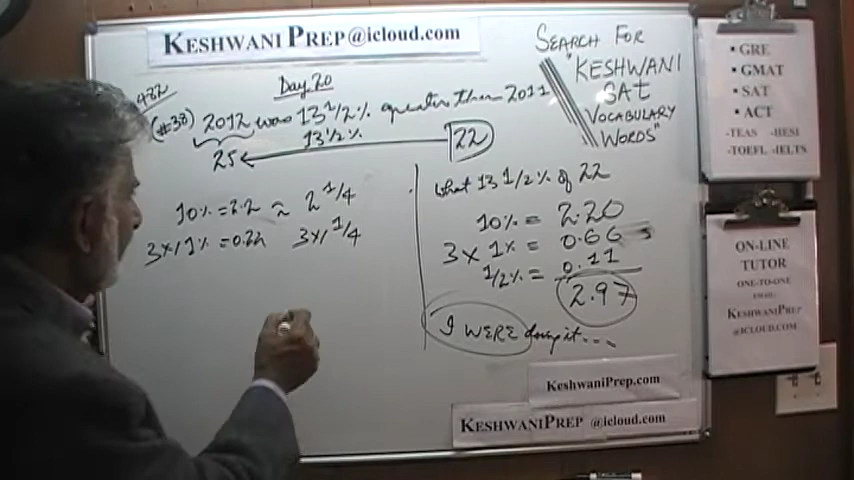 KESHWANI PREP@icloud.com
Day 20
482
(#38) 2012 was 13 1/2% greater than 2011
13 1/2%
25 22
10% = 2.2 ≈ 2 1/4
3x1% = 0.22 3x1/4
SEARCH FOR
"KESHWANI
SAT
VOCABULARY
WORDS"
What 13 1/2% of 22
10% = 2.20
3 x 1% = 0.66
1/2% = 0.11
2.97
I WERE doing it....
KeshwaniPrep.com
KESHWANIPREP @icloud.com
▪ GRE
▪ GMAT
▪ SAT
▪ ACT
-TEAS -HESI
-TOEFL -IELTS
ON-LINE
TUTOR
ONE-TO-ONE
KESHWANIPREP
@ICLOUD.COM